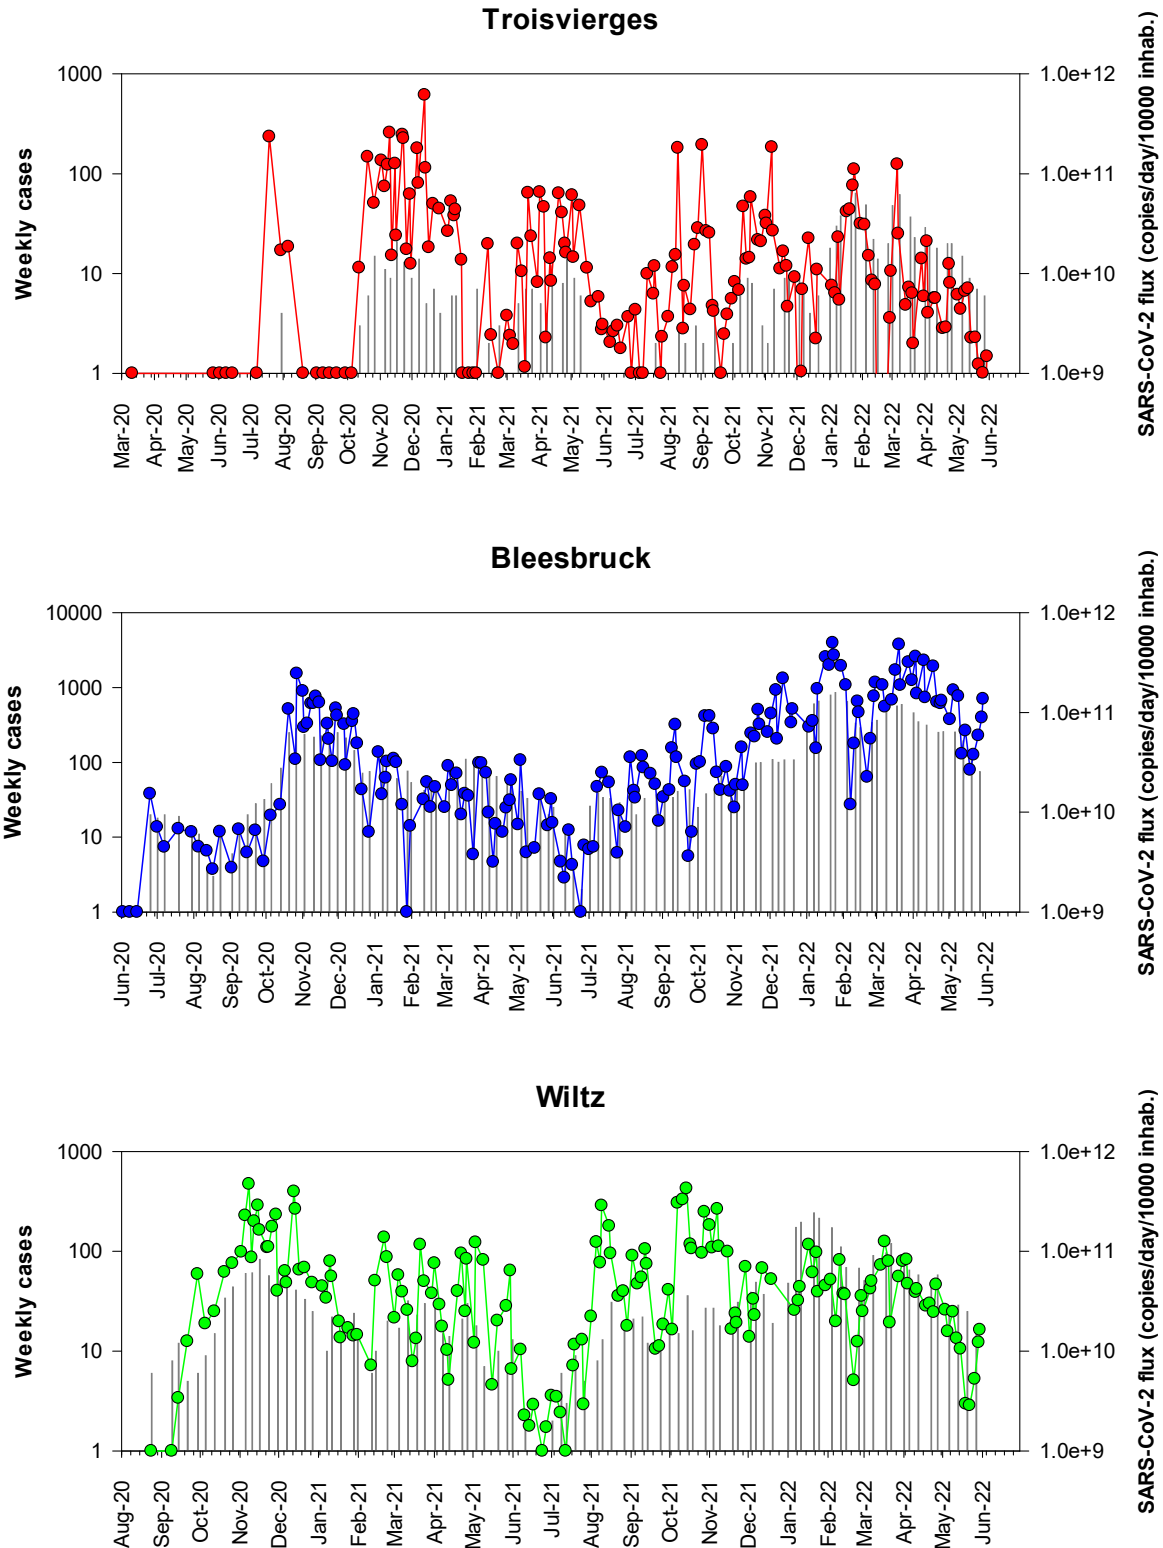 Troisvierges
Weekly cases
1000
100
10
1
1.0e+12
1.0e+11
1.0e+10
1.0e+9
SARS-CoV-2 flux (copies/day/10000 inhab.)
Mar-20
Apr-20
May-20
Jun-20
Jul-20
Aug-20
Sep-20
Oct-20
Nov-20
Dec-20
Jan-21
Feb-21
Mar-21
Apr-21
May-21
Jun-21
Jul-21
Aug-21
Sep-21
Oct-21
Nov-21
Dec-21
Jan-22
Feb-22
Mar-22
Apr-22
May-22
Jun-22
Bleesbruck
Weekly cases
10000
1000
100
10
1
1.0e+12
1.0e+11
1.0e+10
1.0e+9
SARS-CoV-2 flux (copies/day/10000 inhab.)
Jun-20
Jul-20
Aug-20
Sep-20
Oct-20
Nov-20
Dec-20
Jan-21
Feb-21
Mar-21
Apr-21
May-21
Jun-21
Jul-21
Aug-21
Sep-21
Oct-21
Nov-21
Dec-21
Jan-22
Feb-22
Mar-22
Apr-22
May-22
Jun-22
Wiltz
Weekly cases
1000
100
10
1
1.0e+12
1.0e+11
1.0e+10
1.0e+9
SARS-CoV-2 flux (copies/day/10000 inhab.)
Aug-20
Sep-20
Oct-20
Nov-20
Dec-20
Jan-21
Feb-21
Mar-21
Apr-21
May-21
Jun-21
Jul-21
Aug-21
Sep-21
Oct-21
Nov-21
Dec-21
Jan-22
Feb-22
Mar-22
Apr-22
May-22
Jun-22